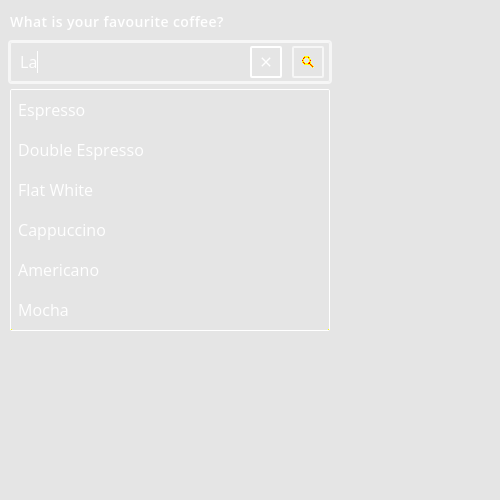 What is your favourite coffee?
La
Espresso
Double Espresso
Flat White
Cappuccino
Americano
Mocha